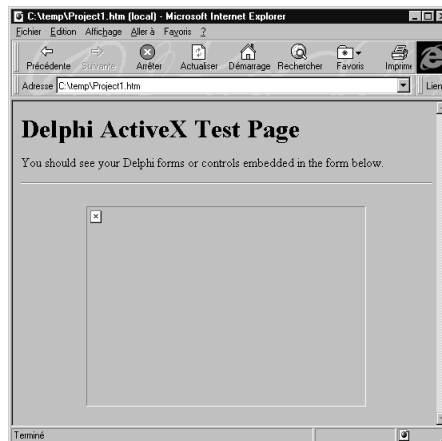 C:\temp\Project1.htm (local) - Microsoft Internet Explorer
Fichier Edition Affichage Aller à Favoris ?
Précédente Suivante Arrêter Actualiser Démarrage Rechercher Favoris Imprime
Adresse C:\temp\Project1.htm Lien
Delphi ActiveX Test Page
You should see your Delphi forms or controls embedded in the form below.
Terminé